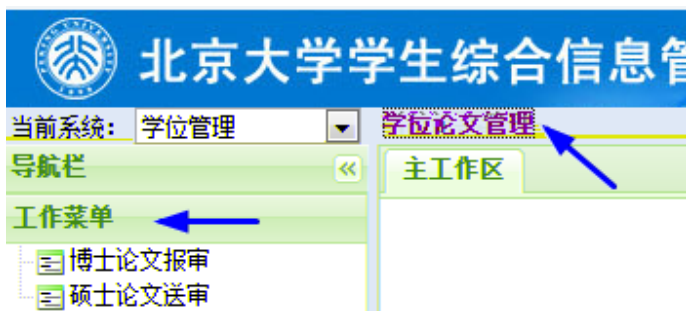 北京大学学生综合信息管
当前系统： 学位管理 学位论文管理
导航栏 主工作区
工作菜单
博士论文报审
硕士论文送审